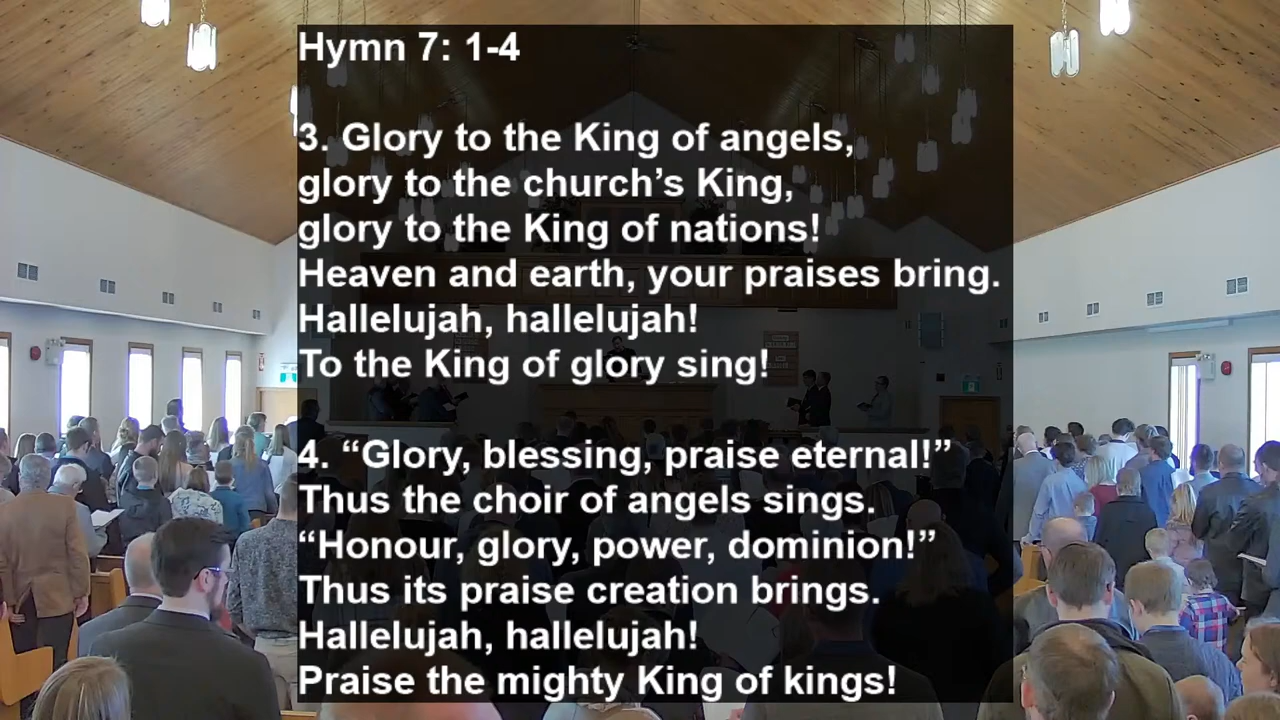 Hymn 7: 1-4
3. Glory to the King of angels,
glory to the church’s King,
glory to the King of nations!
Heaven and earth, your praises bring.
Hallelujah, hallelujah!
To the King of glory sing!
4. “Glory, blessing, praise eternal!”
Thus the choir of angels sings.
“Honour, glory, power, dominion!”
Thus its praise creation brings.
Hallelujah, hallelujah!
Praise the mighty King of kings!